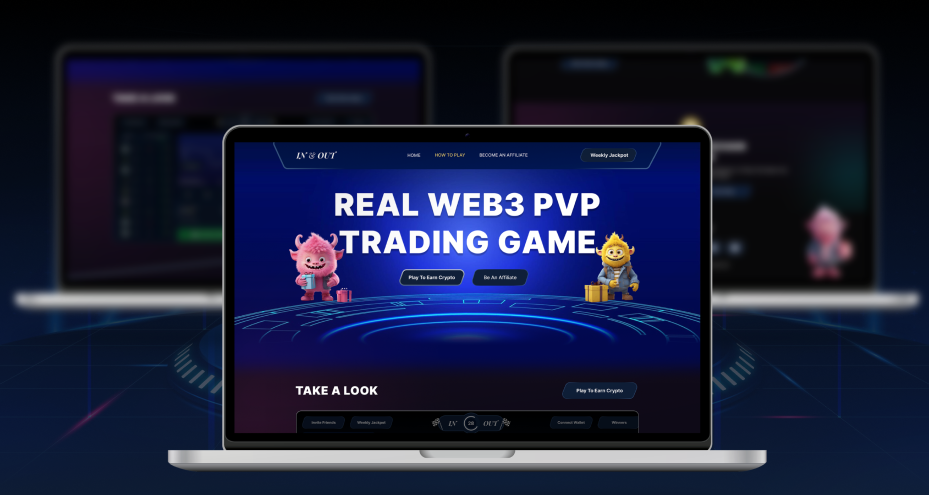 TAKE A LOOK
IN & OUT HOME HOW TO PLAY BECOME AN AFFILIATE Weekly Jackpot
REAL WEB3 PVP
TRADING GAME
Play To Earn Crypto Be An Affiliate
TAKE A LOOK Play To Earn Crypto
Invite Friends Weekly Jackpot IN 28 OUT Connect Wallet Winners